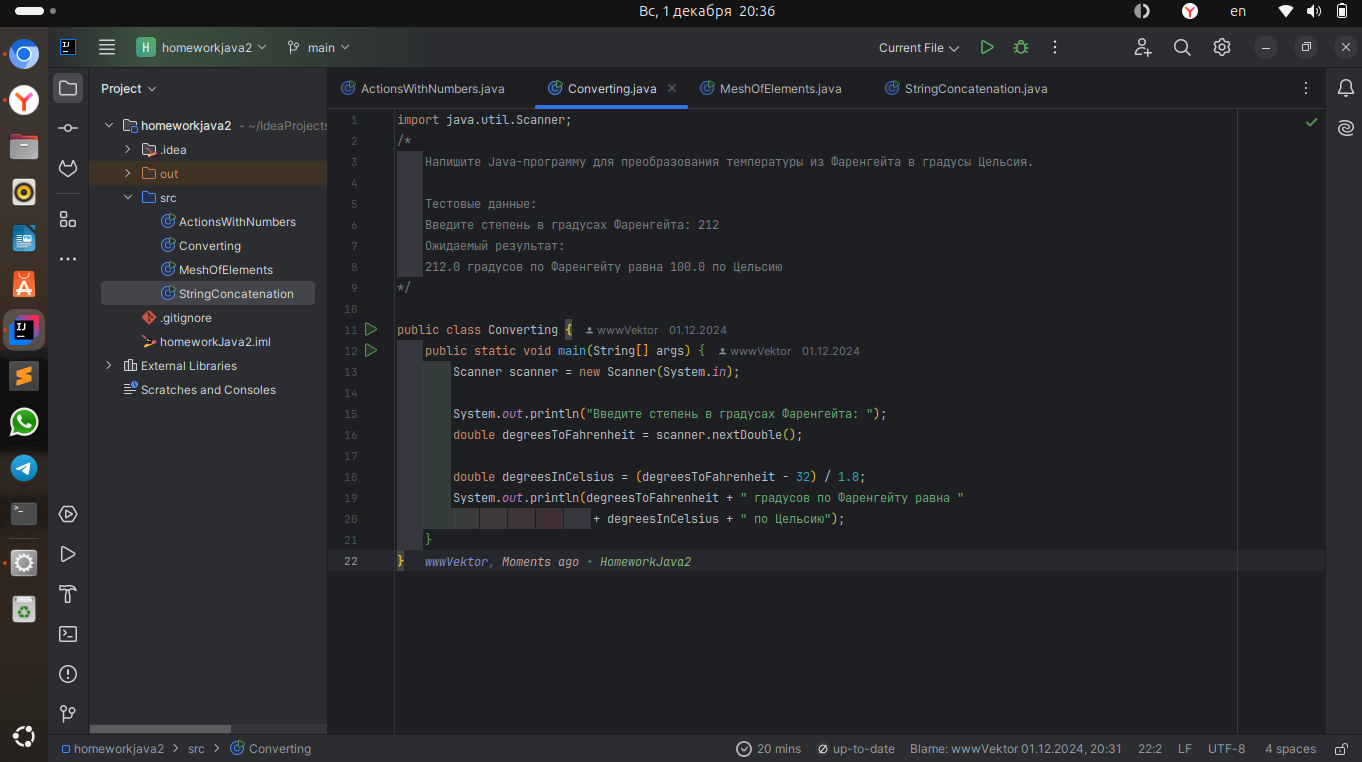 Вс, 1 декабря 20:36
en
homeworkjava2
main
Current File
Project
ActionsWithNumbers.java
Converting.java
MeshOfElements.java
StringConcatenation.java
homeworkjava2 - ~/IdeaProjects
.idea
out
src
ActionsWithNumbers
Converting
MeshOfElements
StringConcatenation
.gitignore
homeworkJava2.iml
External Libraries
Scratches and Consoles
1 import java.util.Scanner;
2 /*
3 Напишите Java-программу для преобразования температуры из Фаренгейта в градусы Цельсия.
4
5 Тестовые данные:
6 Введите степень в градусах Фаренгейта: 212
7 Ожидаемый результат:
8 212.0 градусов по Фаренгейту равна 100.0 по Цельсию
9 */
10
11 public class Converting { wwwVektor 01.12.2024
12 public static void main(String[] args) { wwwVektor 01.12.2024
13 Scanner scanner = new Scanner(System.in);
14
15 System.out.println("Введите степень в градусах Фаренгейта: ");
16 double degreesToFahrenheit = scanner.nextDouble();
17
18 double degreesInCelsius = (degreesToFahrenheit - 32) / 1.8;
19 System.out.println(degreesToFahrenheit + " градусов по Фаренгейту равна "
20 + degreesInCelsius + " по Цельсию");
21 }
22 } wwwVektor, Moments ago • HomeworkJava2
homeworkjava2 > src > Converting
20 mins
up-to-date
Blame: wwwVektor 01.12.2024, 20:31
22:2
LF
UTF-8
4 spaces